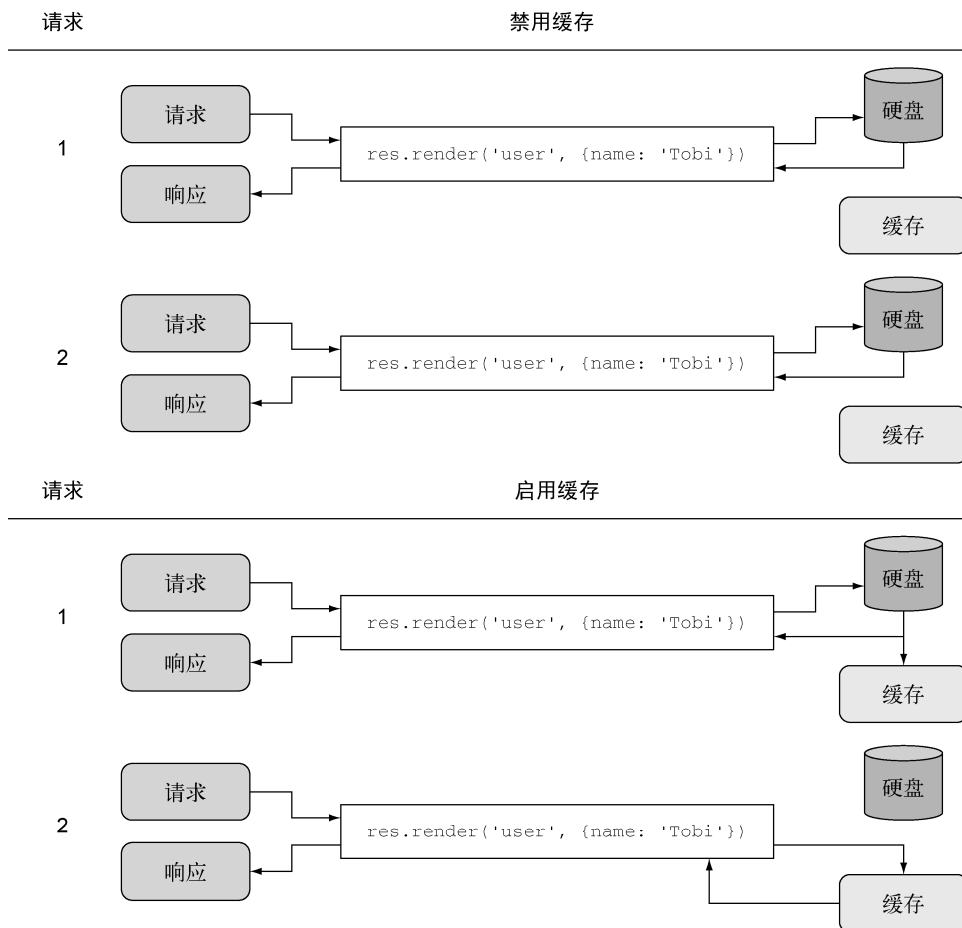 请求 禁用缓存
请求
硬盘
1
res.render('user', {name: 'Tobi'})
响应
缓存
请求
硬盘
2
res.render('user', {name: 'Tobi'})
响应
缓存
请求 启用缓存
请求
硬盘
1
res.render('user', {name: 'Tobi'})
响应
缓存
请求
硬盘
2
res.render('user', {name: 'Tobi'})
响应
缓存